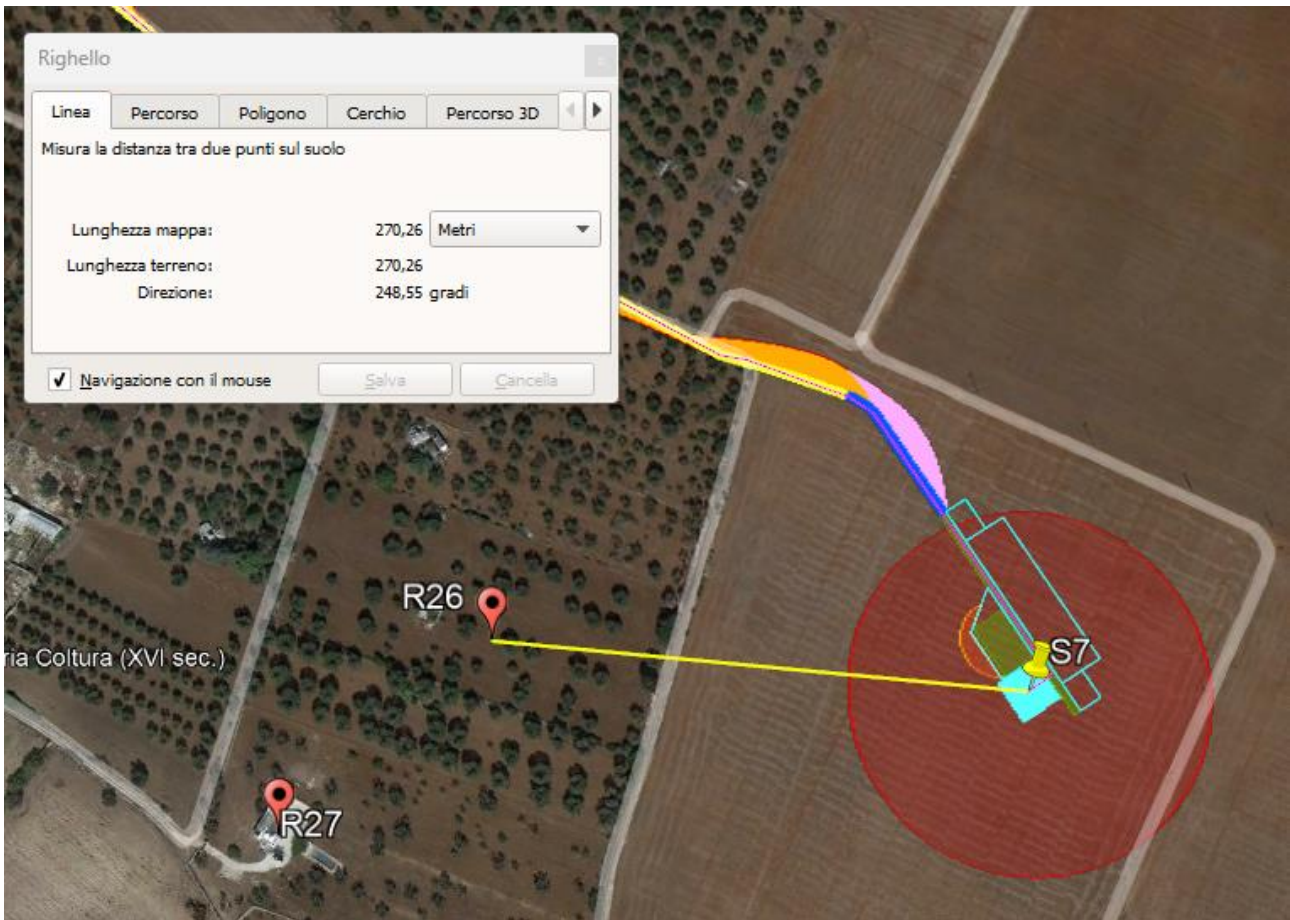 Righello
Linea
Percorso
Poligono
Cerchio
Percorso 3D
Misura la distanza tra due punti sul suolo
Lunghezza mappa: 270,26 Metri
Lunghezza terreno: 270,26
Direzione: 248,55 gradi
Navigazione con il mouse
Salva
Cancella
R26
S7
ria Coltura (XVI sec.)
R27